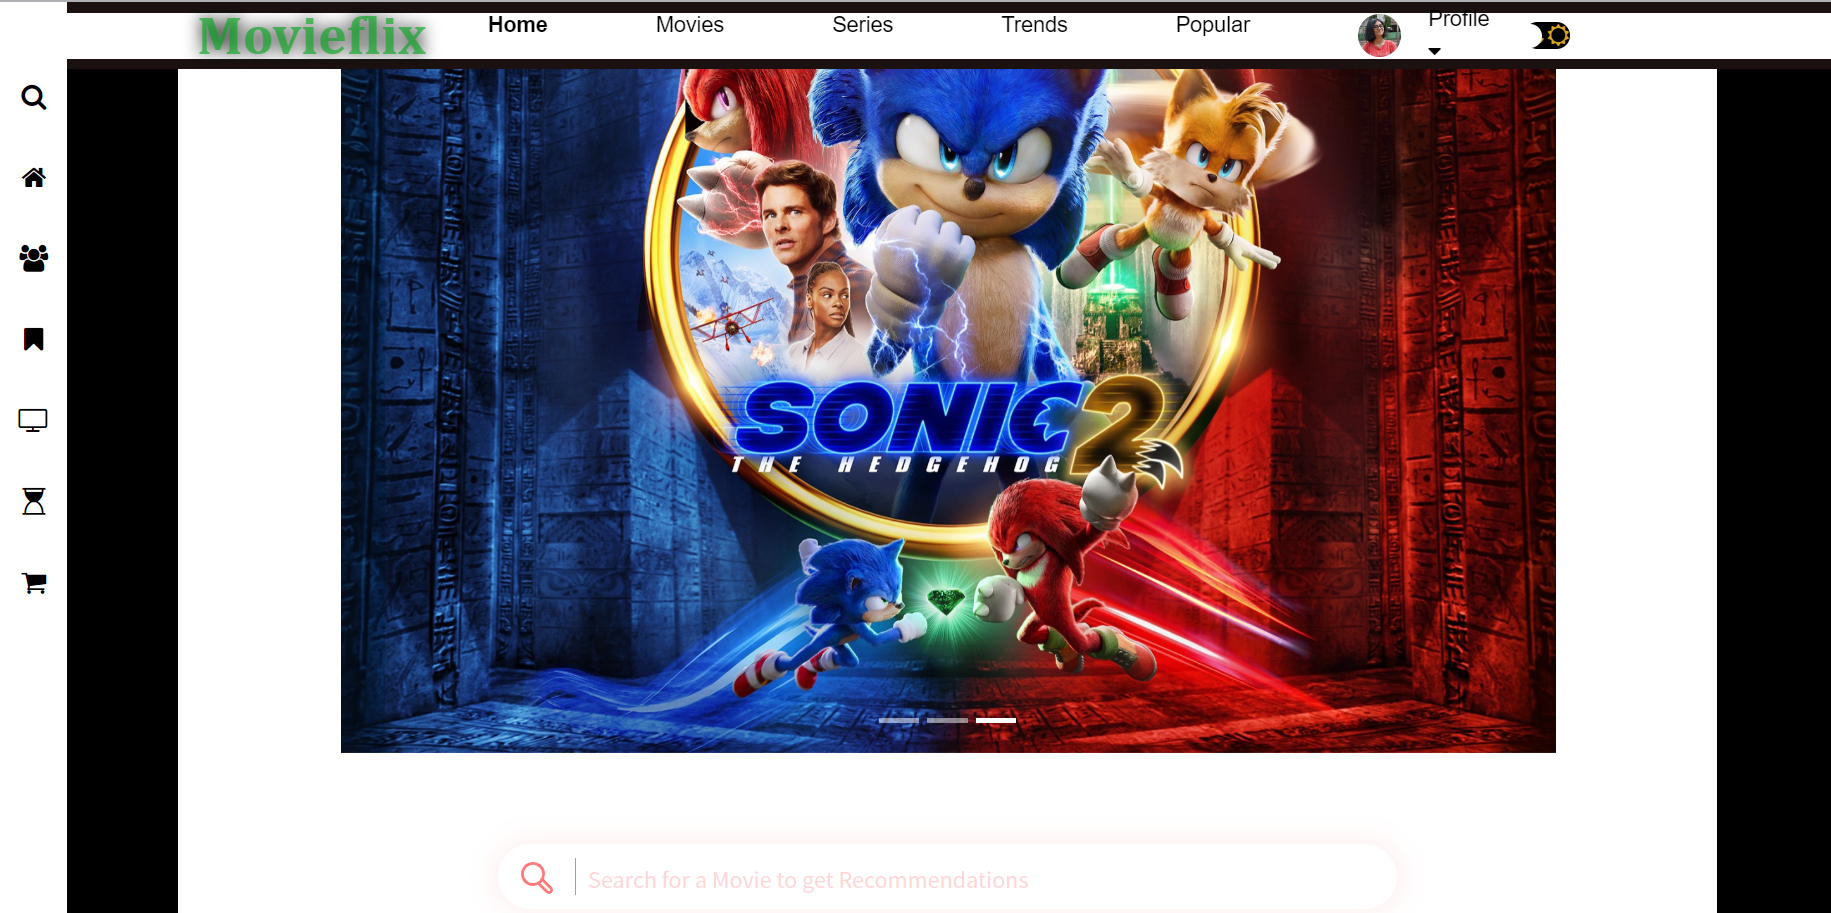 Movieflix
Home Movies Series Trends Popular Profile
SONIC 2
THE HEDGEHOG
Search for a Movie to get Recommendations